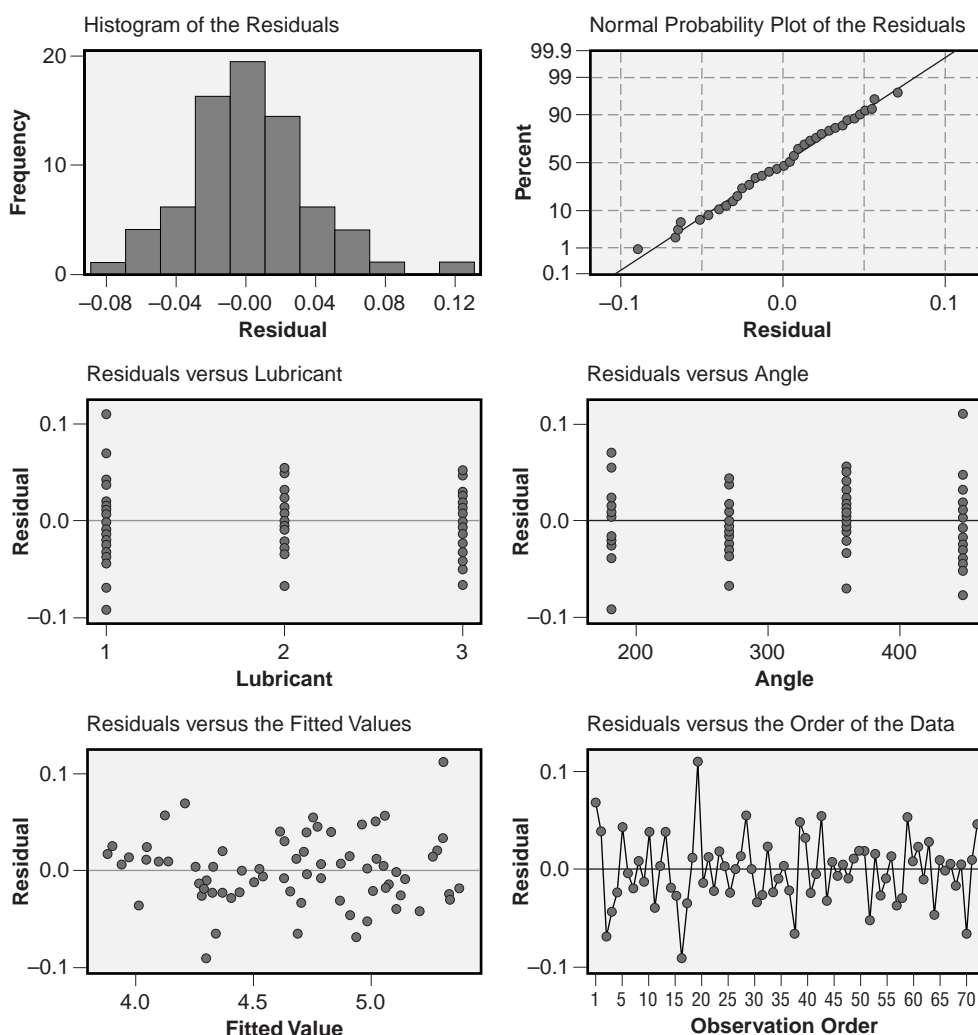 Histogram of the Residuals
20
10
0
Frequency
−0.08 −0.04 −0.00 0.04 0.08 0.12
Residual
Normal Probability Plot of the Residuals
99.9
99
90
50
10
1
0.1
Percent
−0.1 0.0 0.1
Residual
Residuals versus Lubricant
0.1
0.0
−0.1
Residual
1 2 3
Lubricant
Residuals versus Angle
0.1
0.0
−0.1
Residual
200 300 400
Angle
Residuals versus the Fitted Values
0.1
0.0
−0.1
Residual
4.0 4.5 5.0
Fitted Value
Residuals versus the Order of the Data
0.1
0.0
−0.1
Residual
1 5 10 15 20 25 30 35 40 45 50 55 60 65 70
Observation Order